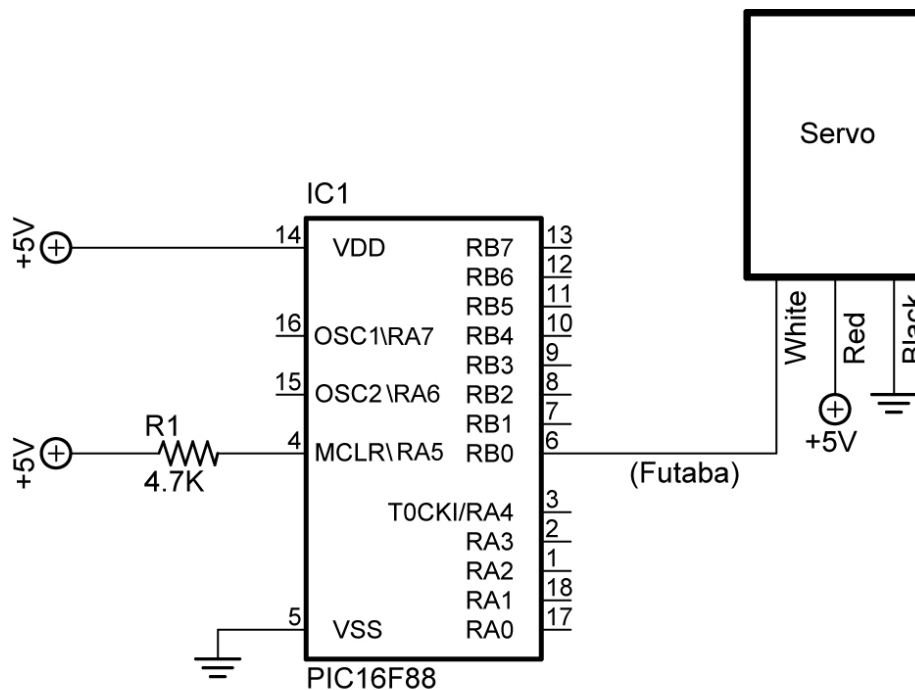 Servo
IC1
+5V
14
VDD
RB7
13
RB6
12
RB5
11
16
OSC1\RA7
RB4
10
RB3
9
15
OSC2\RA6
RB2
8
RB1
7
+5V
R1
4.7K
4
MCLR\RA5
RB0
6
(Futaba)
White
Red
Black
+5V
T0CKI/RA4
3
RA3
2
RA2
1
RA1
18
5
VSS
RA0
17
PIC16F88